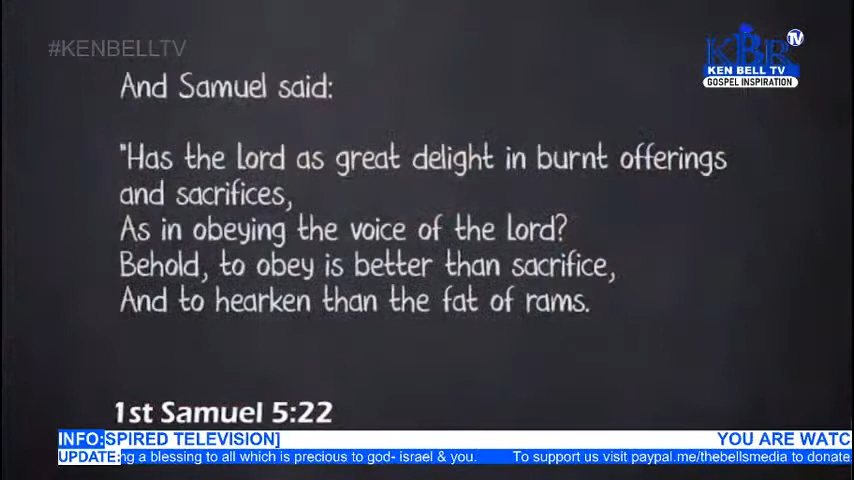 #KENBELLTV
KBR TV
KEN BELL TV
GOSPEL INSPIRATION
And Samuel said:
"Has the Lord as great delight in burnt offerings
and sacrifices,
As in obeying the voice of the Lord?
Behold, to obey is better than sacrifice,
And to hearken than the fat of rams.
1st Samuel 5:22
INFO:SPIRED TELEVISION] YOU ARE WATC
UPDATE:ng a blessing to all which is precious to god- israel & you. To support us visit paypal.me/thebellsmedia to donate